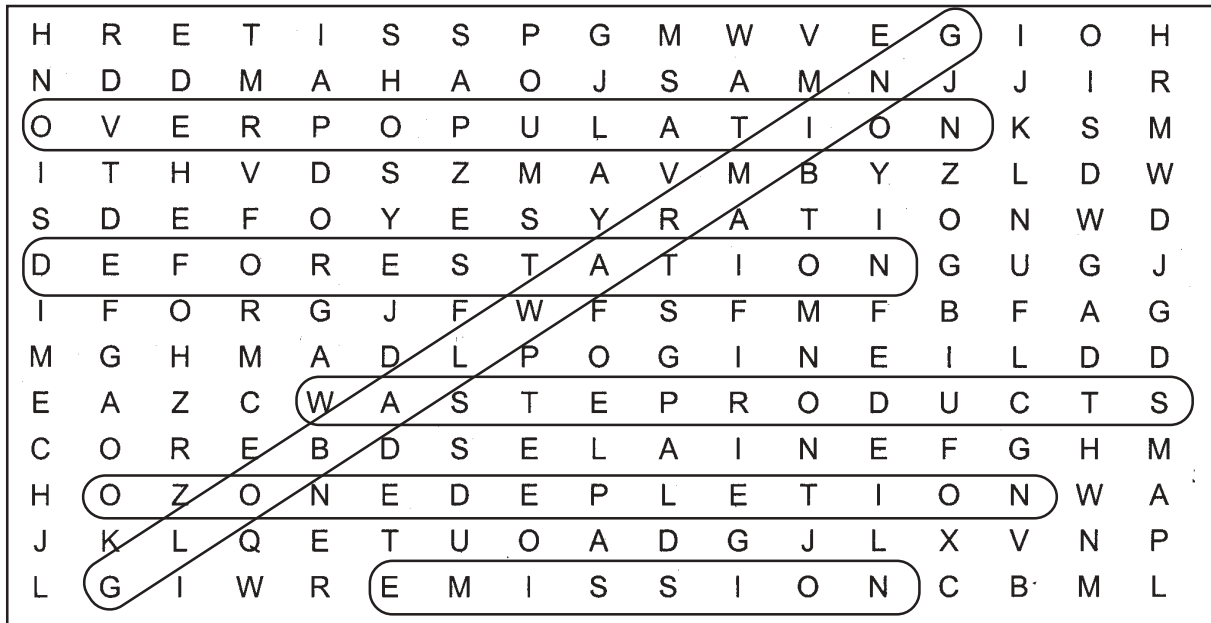 H R E T I S S P G M W V E G I O H
N D D M A H A O J S A M N J J I R
O V E R P O P U L A T I O N K S M
I T H V D S Z M A V M B Y Z L D W
S D E F O Y E S Y R A T I O N W D
D E F O R E S T A T I O N G U G J
I F O R G J F W F S F M F B F A G
M G H M A D L P O G I N E I L D D
E A Z C W A S T E P R O D U C T S
C O R E B D S E L A I N E F G H M
H O Z O N E D E P L E T I O N W A
J K L Q E T U O A D G J L X V N P
L G I W R E M I S S I O N C B M L